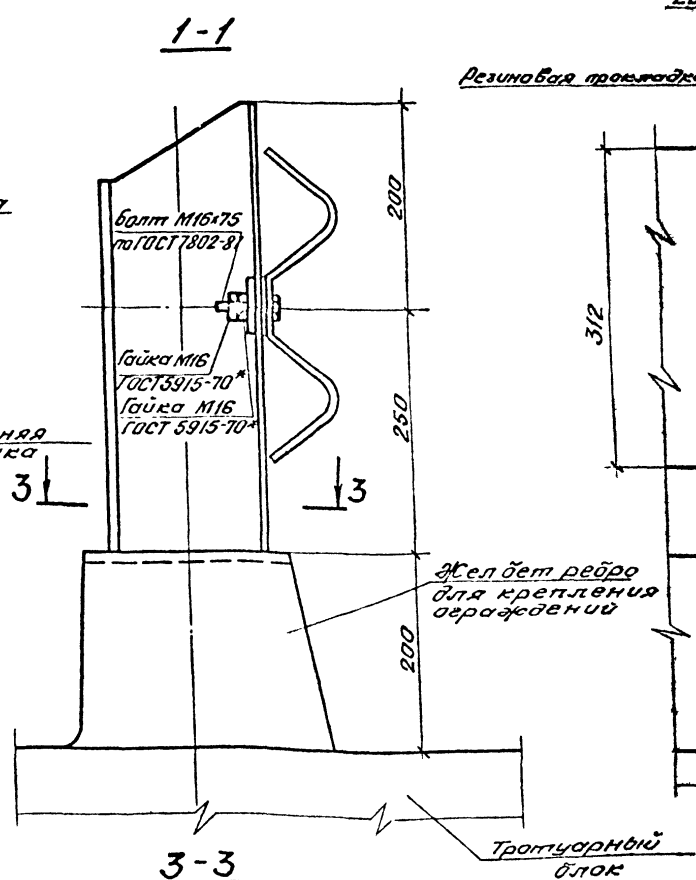 1-1
Резиновая прокладка
200
болт М16х75
по ГОСТ 7802-81
312
Гайка М16
ГОСТ 5915-70*
Гайка М16
ГОСТ 5915-70*
250
3
3
Жел бет ребро
для крепления
ограждений
200
3-3
Тротуарный
блок